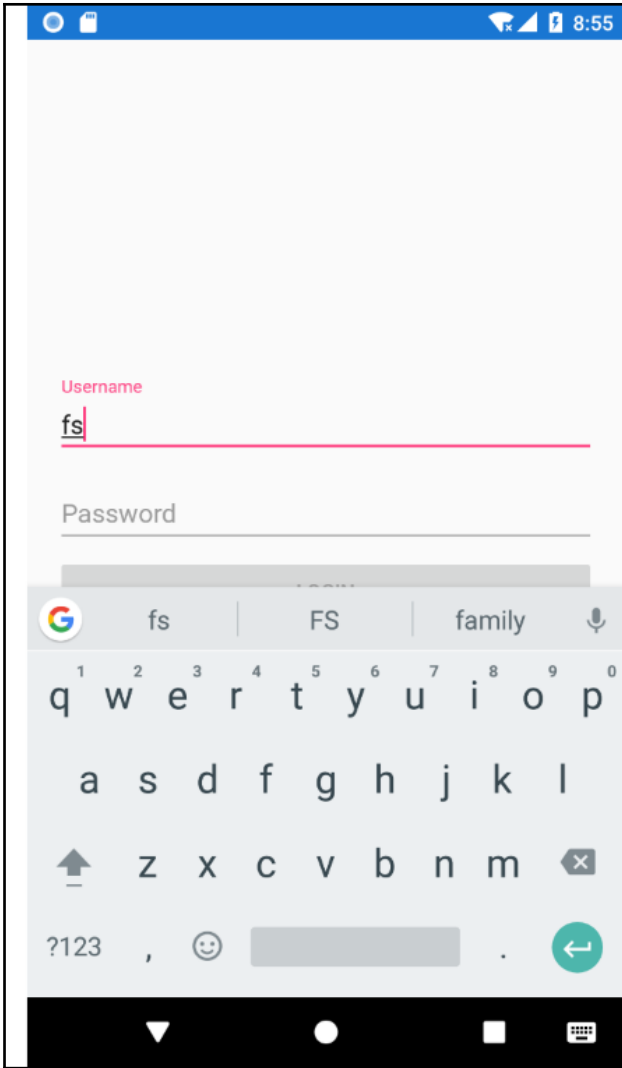 8:55
Username
fs
Password
LOGIN
fs FS family
1 2 3 4 5 6 7 8 9 0
q w e r t y u i o p
a s d f g h j k l
z x c v b n m
?123 , .